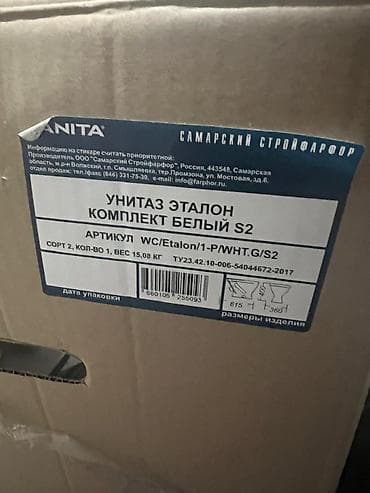 ANITA
САМАРСКИЙ СТРОЙФАРФОР
Информацию на стикере считать приоритетной:
Производитель ООО "Самарский Стройфарфор", Россия, 443548, Самарская
область, м.р-н Волжский, г.п. Смышляевка, тер.Промзона, ул. Мостовая, зд.6.
отдел продаж: тел./факс (846) 331-75-30, e-mail: info@farphor.ru
УНИТАЗ ЭТАЛОН
КОМПЛЕКТ БЕЛЫЙ S2
АРТИКУЛ WC/Etalon/1-P/WHT.G/S2
СОРТ 2, КОЛ-ВО 1, ВЕС 15,08 КГ ТУ23.42.10-006-54044672-2017
660106 255093
615 360
дата упаковки
размеры изделия